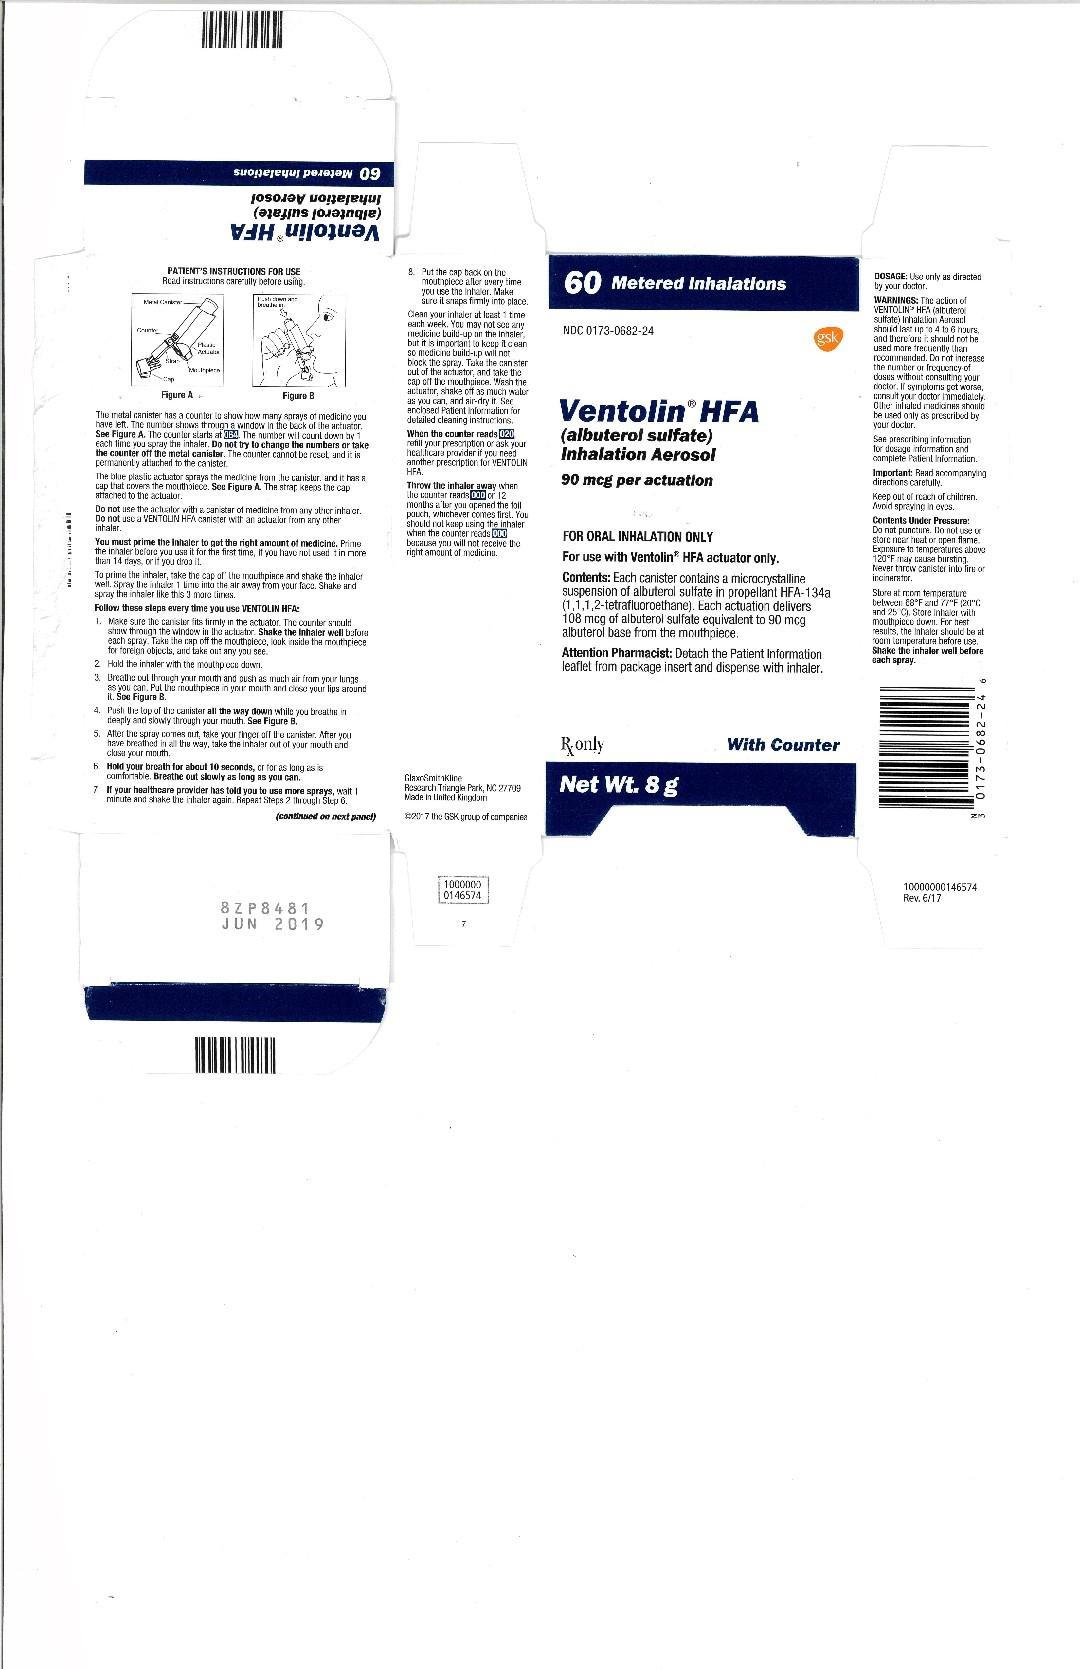 60 Metered Inhalations
Ventolin® HFA
(albuterol sulfate)
Inhalation Aerosol
PATIENT'S INSTRUCTIONS FOR USE
Read instructions carefully before using.
Metal Canister
Counter
Plastic
Actuator
Strap
Mouthpiece
Cap
Figure A
Push down and
breathe in
Figure B
The metal canister has a counter to show how many sprays of medicine you
have left. The number shows through a window in the back of the actuator.
See Figure A. The counter starts at 064. The number will count down by 1
each time you spray the inhaler. Do not try to change the numbers or take
the counter off the metal canister. The counter cannot be reset, and it is
permanently attached to the canister.
The blue plastic actuator sprays the medicine from the canister, and it has a
cap that covers the mouthpiece. See Figure A. The strap keeps the cap
attached to the actuator.
Do not use the actuator with a canister of medicine from any other inhaler.
Do not use a VENTOLIN HFA canister with an actuator from any other
inhaler.
You must prime the inhaler to get the right amount of medicine. Prime
the inhaler before you use it for the first time, if you have not used it in more
than 14 days, or if you drop it.
To prime the inhaler, take the cap off the mouthpiece and shake the inhaler
well. Spray the inhaler 1 time into the air away from your face. Shake and
spray the inhaler like this 3 more times.
Follow these steps every time you use VENTOLIN HFA:
1. Make sure the canister fits firmly in the actuator. The counter should
show through the window in the actuator. Shake the inhaler well before
each spray. Take the cap off the mouthpiece, look inside the mouthpiece
for foreign objects, and take out any you see.
2. Hold the inhaler with the mouthpiece down.
3. Breathe out through your mouth and push as much air from your lungs
as you can. Put the mouthpiece in your mouth and close your lips around
it. See Figure B.
4. Push the top of the canister all the way down while you breathe in
deeply and slowly through your mouth. See Figure B.
5. After the spray comes out, take your finger off the canister. After you
have breathed in all the way, take the inhaler out of your mouth and
close your mouth.
6. Hold your breath for about 10 seconds, or for as long as is
comfortable. Breathe out slowly as long as you can.
7 If your healthcare provider has told you to use more sprays, wait 1
minute and shake the inhaler again. Repeat Steps 2 through 6.
(continued on next panel)
8ZP8481
JUN 2019
8. Put the cap back on the
mouthpiece after every time
you use the inhaler. Make
sure it snaps firmly into place.
Clean your inhaler at least 1 time
each week. You may not see any
medicine build-up on the inhaler,
but it is important to keep it clean
so medicine build-up will not
block the spray. Take the canister
out of the actuator, and take the
cap off the mouthpiece. Wash the
actuator, shake off as much water
as you can, and air-dry it. See
enclosed Patient Information for
detailed cleaning instructions.
When the counter reads 020
refill your prescription or ask your
healthcare provider if you need
another prescription for VENTOLIN
HFA.
Throw the inhaler away when
the counter reads 000 or 12
months after you opened the foil
pouch, whichever comes first. You
should not keep using the inhaler
when the counter reads 000
because you will not receive the
right amount of medicine.
GlaxoSmithKline
Research Triangle Park, NC 27709
Made in United Kingdom
©2017 the GSK group of companies
1000000
0146574
7
60 Metered Inhalations
NDC 0173-0682-24
gsk
Ventolin® HFA
(albuterol sulfate)
Inhalation Aerosol
90 mcg per actuation
FOR ORAL INHALATION ONLY
For use with Ventolin® HFA actuator only.
Contents: Each canister contains a microcrystalline
suspension of albuterol sulfate in propellant HFA-134a
(1,1,1,2-tetrafluoroethane). Each actuation delivers
108 mcg of albuterol sulfate equivalent to 90 mcg
albuterol base from the mouthpiece.
Attention Pharmacist: Detach the Patient Information
leaflet from package insert and dispense with inhaler.
Rx only
With Counter
Net Wt. 8 g
DOSAGE: Use only as directed
by your doctor.
WARNINGS: The action of
VENTOLIN® HFA (albuterol
sulfate) Inhalation Aerosol
should last up to 4 to 6 hours,
and therefore it should not be
used more frequently than
recommended. Do not increase
the number or frequency of
doses without consulting your
doctor. If symptoms get worse,
consult your doctor immediately.
Other inhaled medicines should
be used only as prescribed by
your doctor.
See prescribing information
for dosage information and
complete Patient Information.
Important: Read accompanying
directions carefully.
Keep out of reach of children.
Avoid spraying in eyes.
Contents Under Pressure:
Do not puncture. Do not use or
store near heat or open flame.
Exposure to temperatures above
120°F may cause bursting.
Never throw canister into fire or
incinerator.
Store at room temperature
between 68°F and 77°F (20°C
and 25°C). Store inhaler with
mouthpiece down. For best
results, the inhaler should be at
room temperature before use.
Shake the inhaler well before
each spray.
N 3 0173-0682-24 6
10000000146574
Rev. 6/17